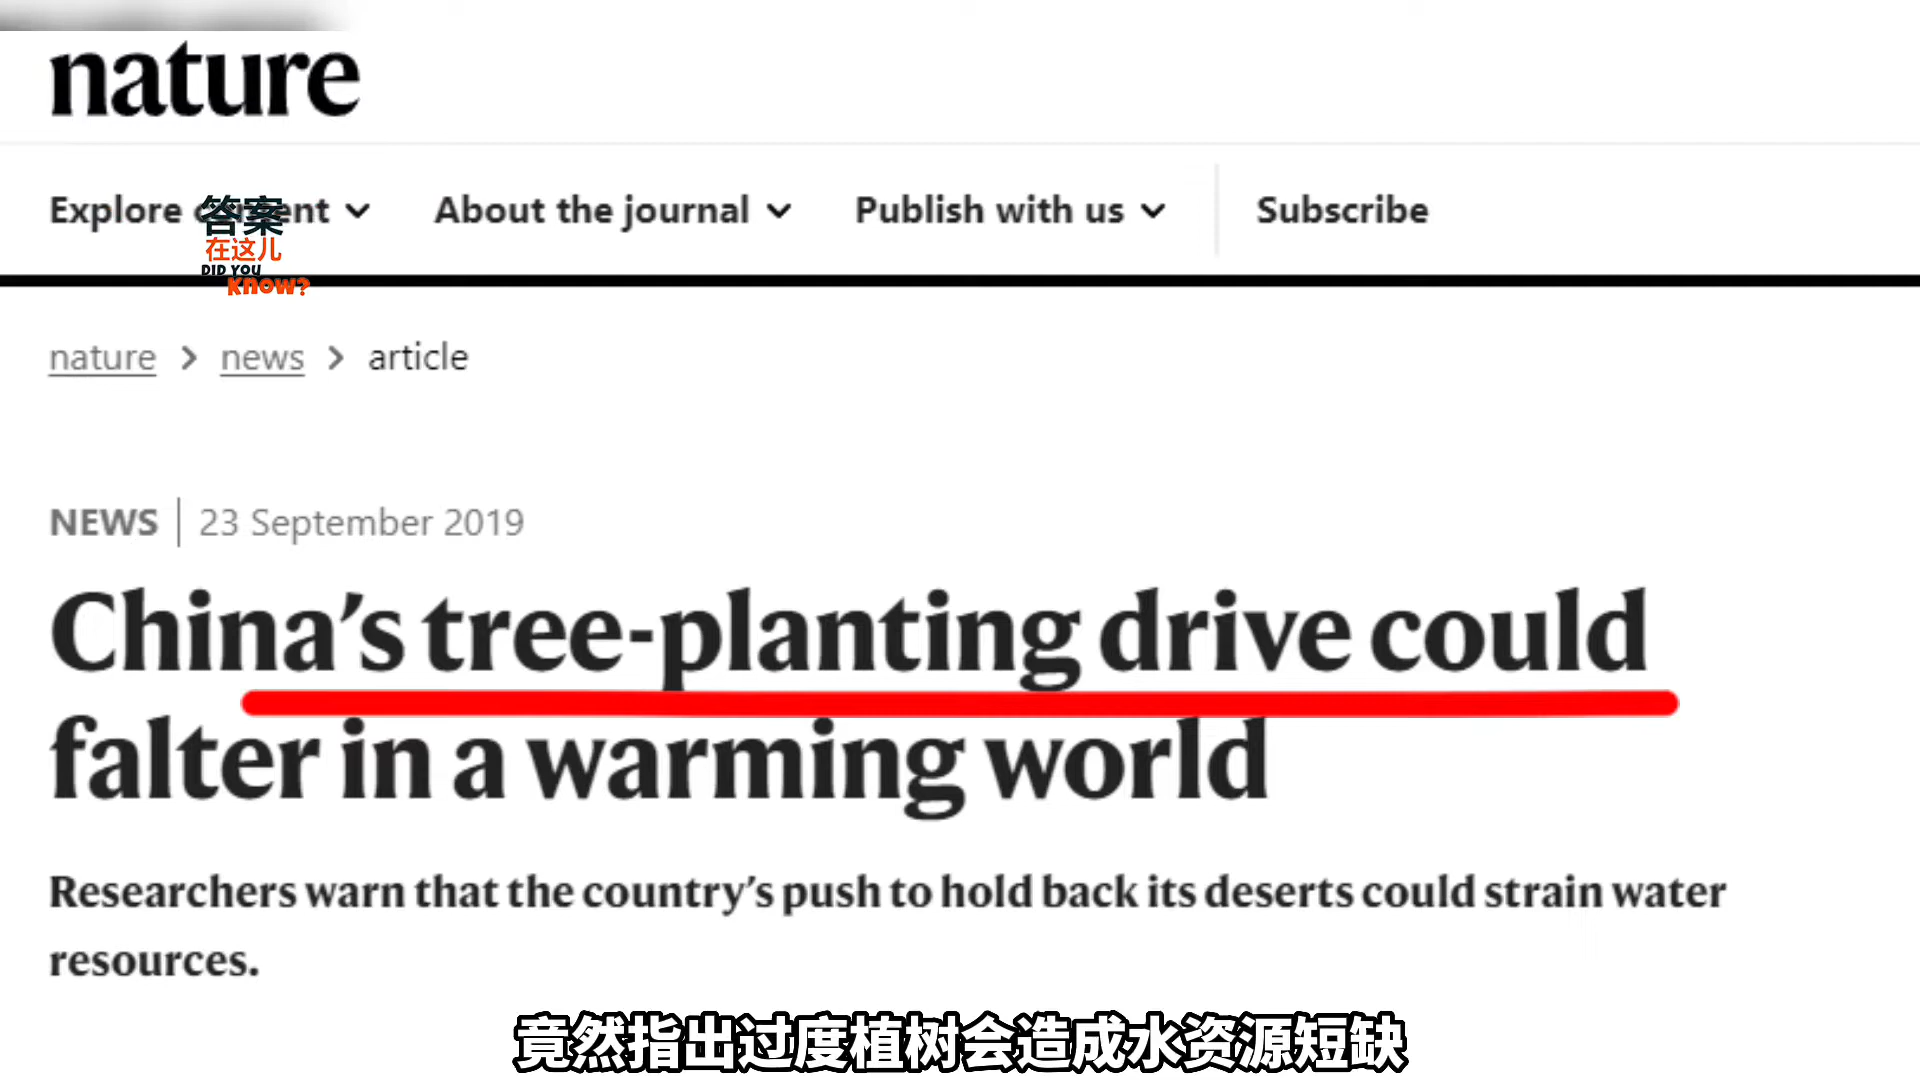 nature
Explore content
About the journal
Publish with us
Subscribe
答案
在这儿
DID YOU
KNOW?
nature > news > article
NEWS | 23 September 2019
China’s tree-planting drive could
falter in a warming world
Researchers warn that the country’s push to hold back its deserts could strain water
resources.
竟然指出过度植树会造成水资源短缺